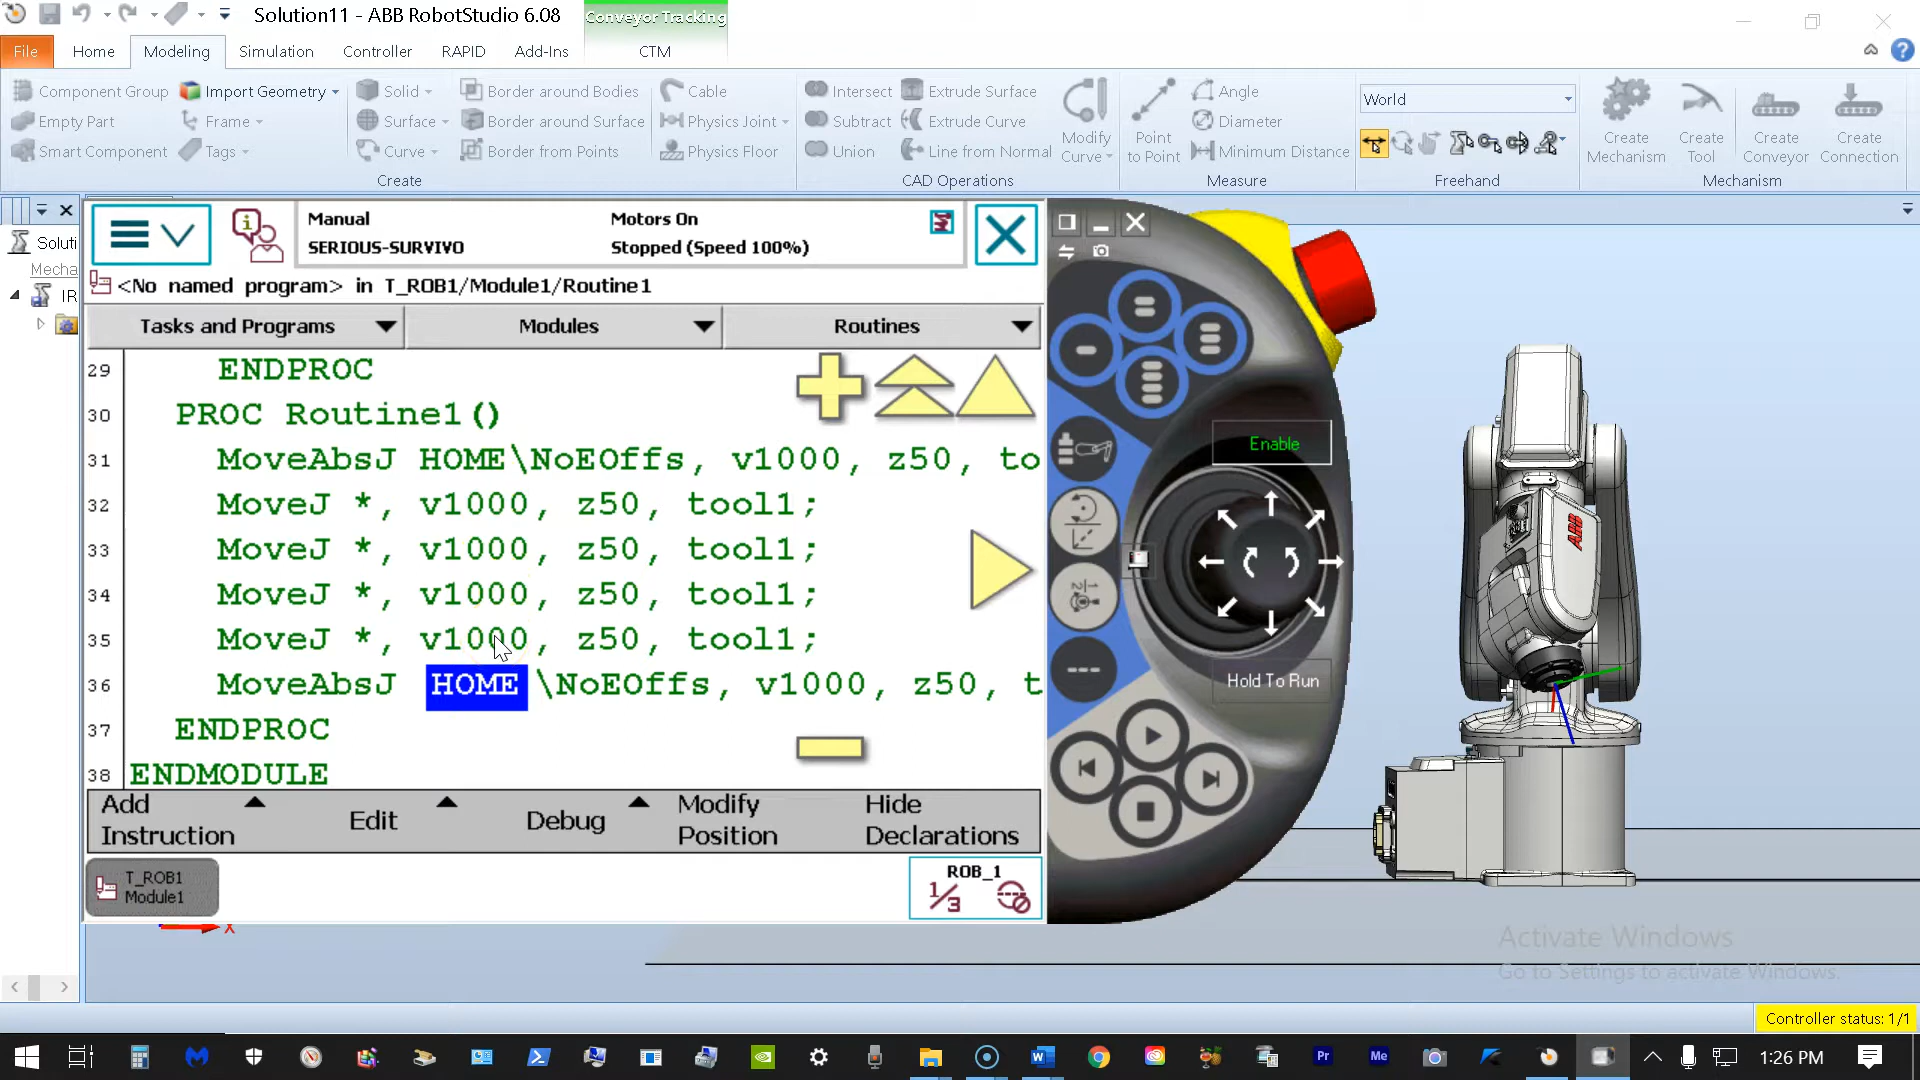 Solution11 - ABB RobotStudio 6.08
Conveyor Tracking
File
Home
Modeling
Simulation
Controller
RAPID
Add-Ins
CTM
Component Group
Empty Part
Smart Component
Import Geometry
Frame
Tags
Solid
Surface
Curve
Border around Bodies
Border around Surface
Border from Points
Cable
Physics Joint
Physics Floor
Create
Intersect
Subtract
Union
Extrude Surface
Extrude Curve
Line from Normal
Modify
Curve
CAD Operations
Point
to Point
Angle
Diameter
Minimum Distance
Measure
World
Freehand
Create
Mechanism
Create
Tool
Create
Conveyor
Create
Connection
Mechanism
Soluti
Mecha
IR
Manual
SERIOUS-SURVIVO
Motors On
Stopped (Speed 100%)
<No named program> in T_ROB1/Module1/Routine1
Tasks and Programs
Modules
Routines
29 ENDPROC
30 PROC Routine1()
31 MoveAbsJ HOME\NoEOffs, v1000, z50, to
32 MoveJ *, v1000, z50, tool1;
33 MoveJ *, v1000, z50, tool1;
34 MoveJ *, v1000, z50, tool1;
35 MoveJ *, v1000, z50, tool1;
36 MoveAbsJ HOME \NoEOffs, v1000, z50, t
37 ENDPROC
38 ENDMODULE
Add
Instruction
Edit
Debug
Modify
Position
Hide
Declarations
T_ROB1
Module1
ROB_1
1/3
Enable
Hold To Run
ABB
X
Activate Windows
Go to Settings to activate Windows.
Controller status: 1/1
W
Pr
Me
1:26 PM